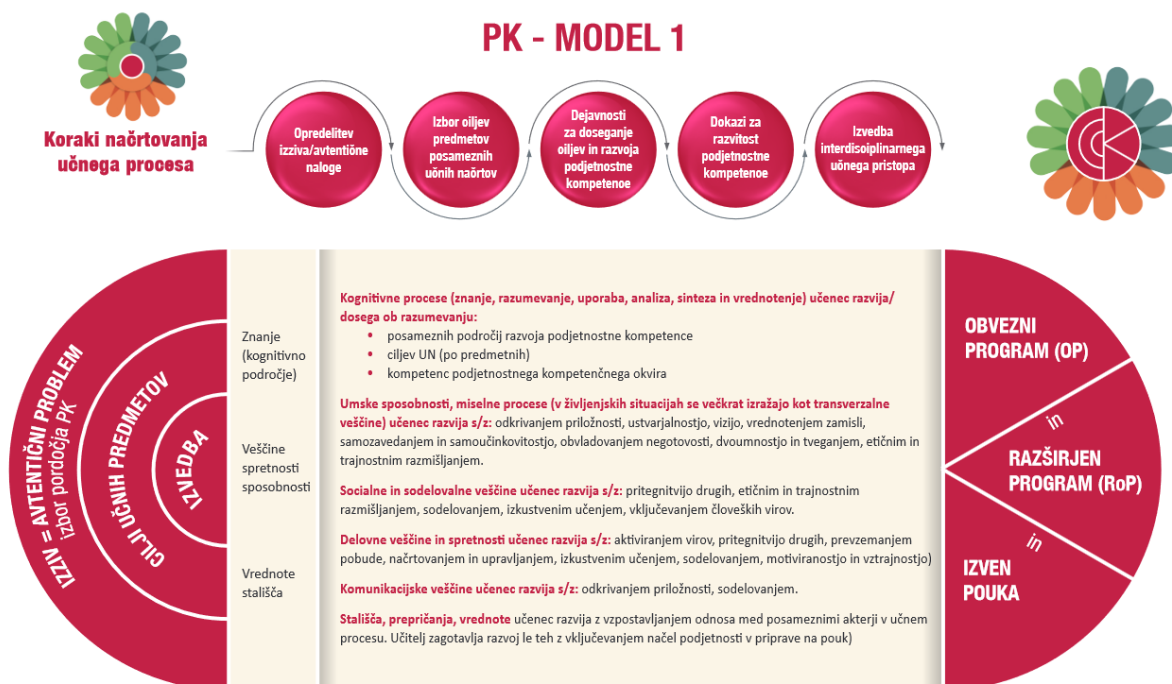 PK - MODEL 1
Koraki načrtovanja
učnega procesa
Opredelitev
izziva/avtentične
naloge
Izbor oiljev
predmetov
posameznih
učnih načrtov
Dejavnosti
za doseganje
oiljev in razvoja
podjetnostne
kompetenoe
Dokazi za
razvitost
podjetnostne
kompetenoe
Izvedba
interdisoiplinarnega
učnega pristopa
IZZIV = AVTENTIČNI PROBLEM
izbor pordočja PK
CILJI UČNIH PREDMETOV
IZVEDBA
Znanje
(kognitivno
področje)
Veščine
spretnosti
sposobnosti
Vrednote
stališča
Kognitivne procese (znanje, razumevanje, uporaba, analiza, sinteza in vrednotenje) učenec razvija/
dosega ob razumevanju:
• posameznih področij razvoja podjetnostne kompetence
• ciljev UN (po predmetnih)
• kompetenc podjetnostnega kompetenčnega okvira
Umske sposobnosti, miselne procese (v življenjskih situacijah se večkrat izražajo kot transverzalne
veščine) učenec razvija s/z: odkrivanjem priložnosti, ustvarjalnostjo, vizijo, vrednotenjem zamisli,
samozavedanjem in samoučinkovitostjo, obvladovanjem negotovosti, dvoumnostjo in tveganjem, etičnim in
trajnostnim razmišljanjem.
Socialne in sodelovalne veščine učenec razvija s/z: pritegnitvijo drugih, etičnim in trajnostnim
razmišljanjem, sodelovanjem, izkustvenim učenjem, vključevanjem človeških virov.
Delovne veščine in spretnosti učenec razvija s/z: aktiviranjem virov, pritegnitvijo drugih, prevzemanjem
pobude, načrtovanjem in upravljanjem, izkustvenim učenjem, sodelovanjem, motiviranostjo in vztrajnostjo)
Komunikacijske veščine učenec razvija s/z: odkrivanjem priložnosti, sodelovanjem.
Stališča, prepričanja, vrednote učenec razvija z vzpostavljanjem odnosa med posameznimi akterji v učnem
procesu. Učitelj zagotavlja razvoj le teh z vključevanjem načel podjetnosti v priprave na pouk)
OBVEZNI
PROGRAM (OP)
in
RAZŠIRJEN
PROGRAM (RoP)
in
IZVEN
POUKA